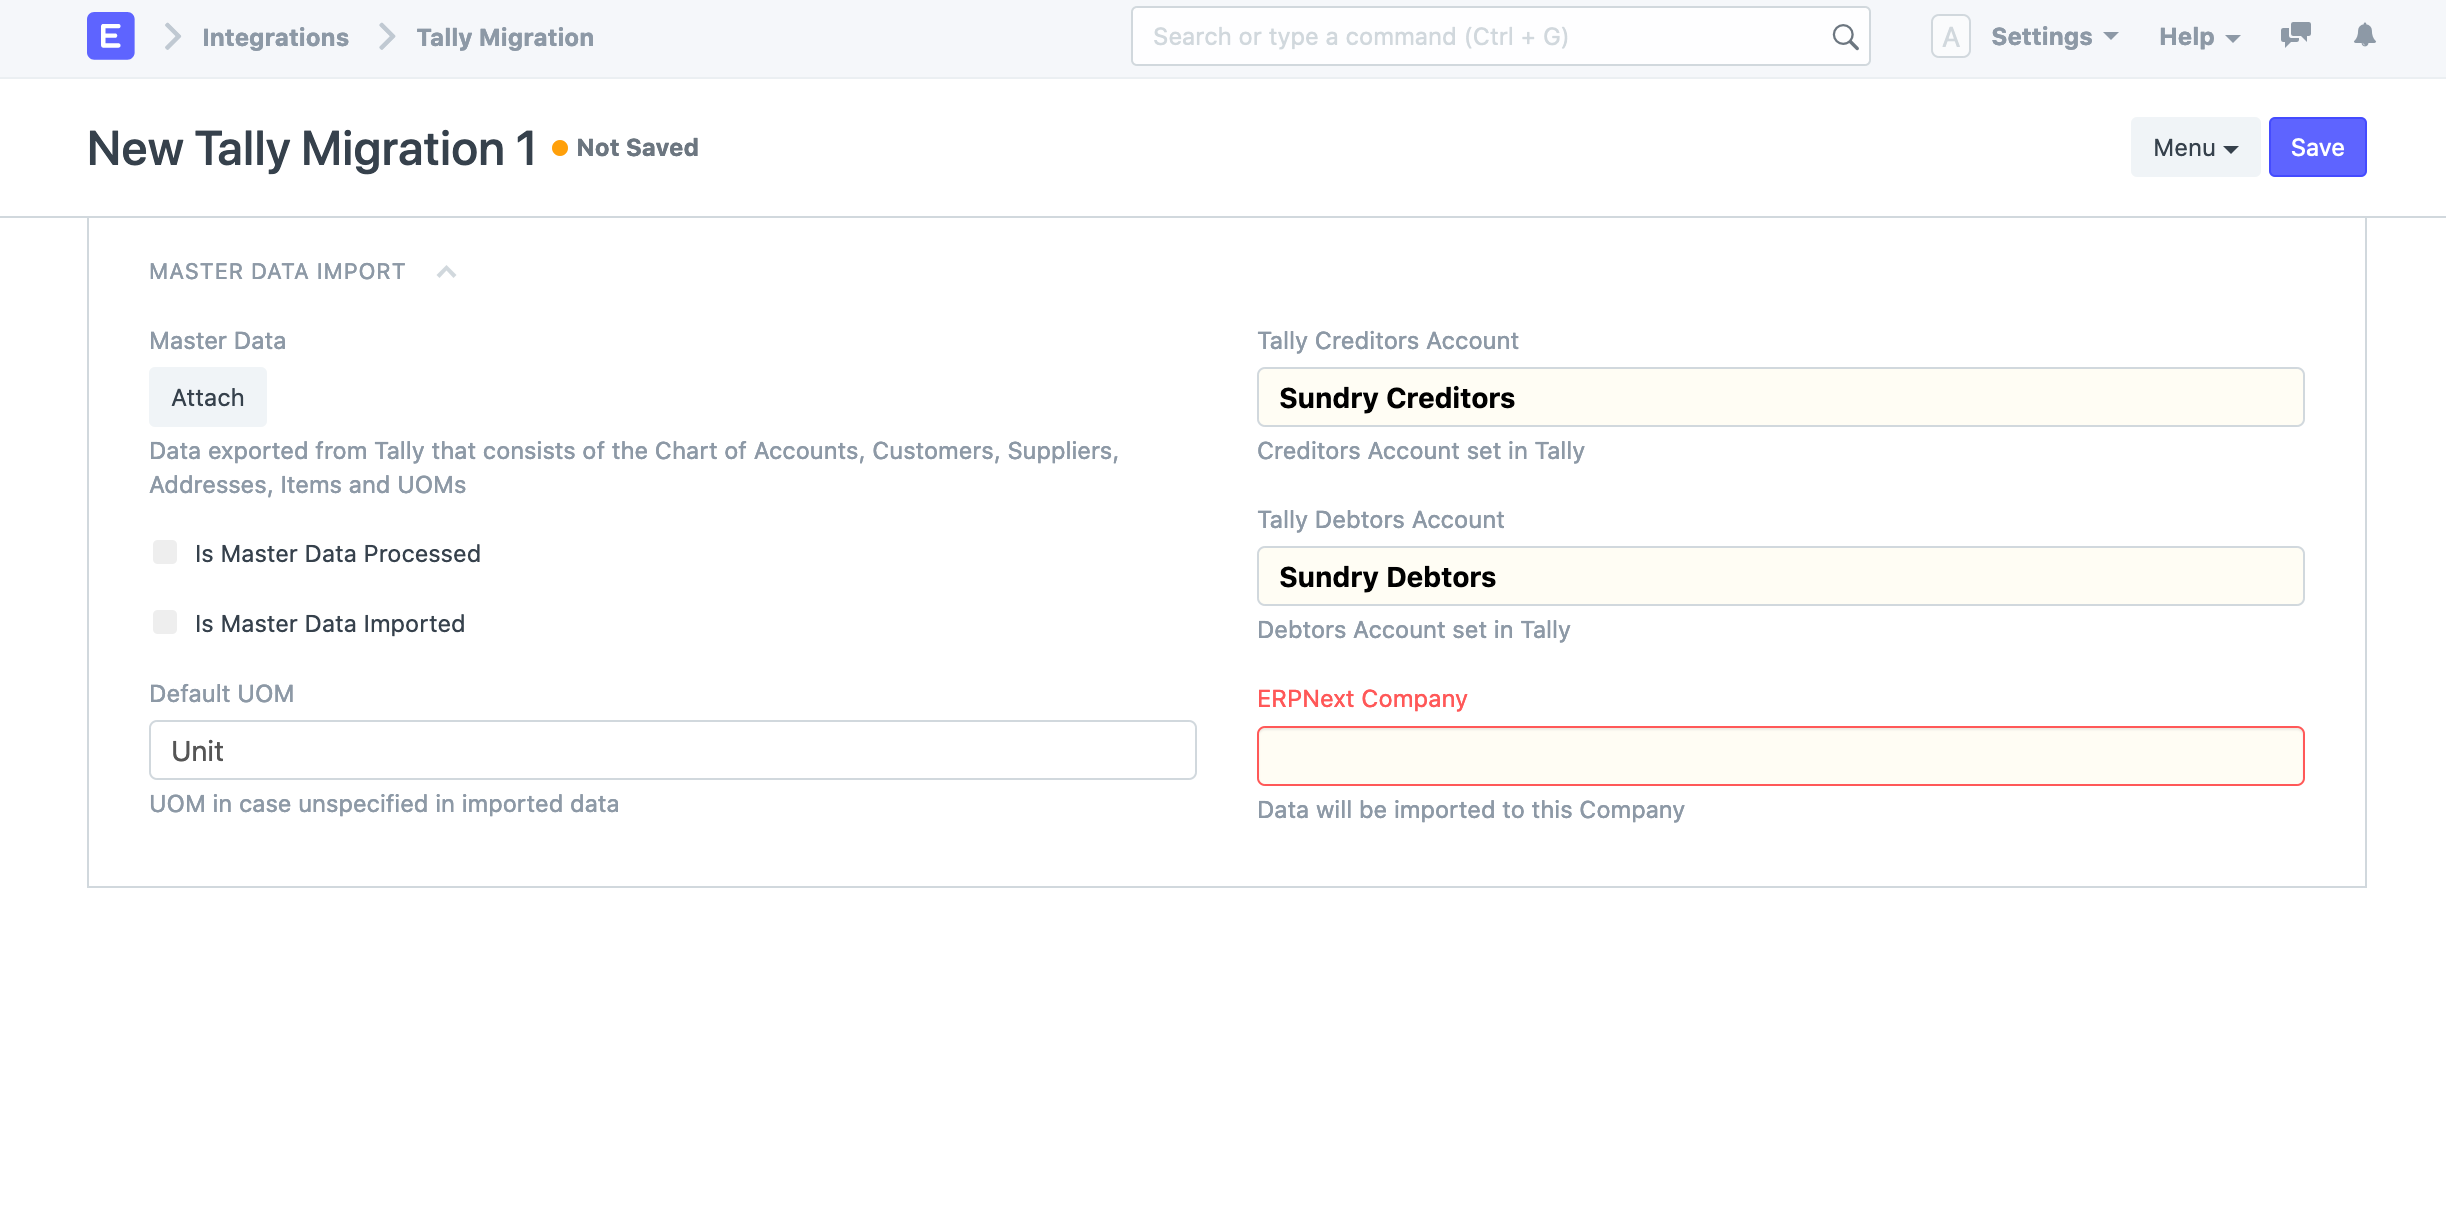 E Integrations Tally Migration Search or type a command (Ctrl + G) A Settings Help
New Tally Migration 1 Not Saved Menu Save
MASTER DATA IMPORT
Master Data
Attach
Data exported from Tally that consists of the Chart of Accounts, Customers, Suppliers,
Addresses, Items and UOMs
Is Master Data Processed
Is Master Data Imported
Default UOM
Unit
UOM in case unspecified in imported data
Tally Creditors Account
Sundry Creditors
Creditors Account set in Tally
Tally Debtors Account
Sundry Debtors
Debtors Account set in Tally
ERPNext Company
Data will be imported to this Company